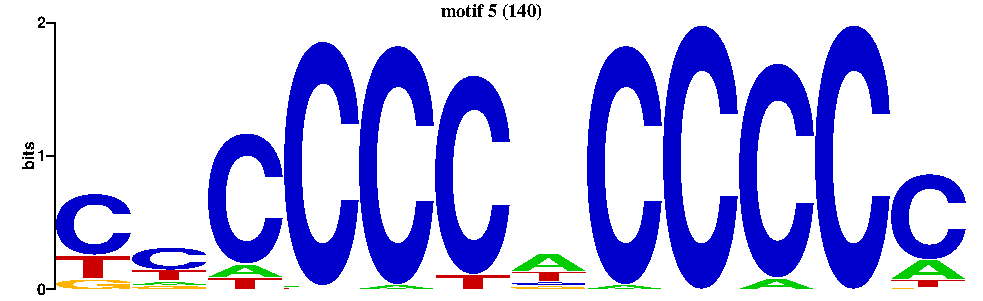 motif 5 (140)
2
bits
1
0
C C C C C C A C C C C C
T T A T T A A A
G A T C T
G G G